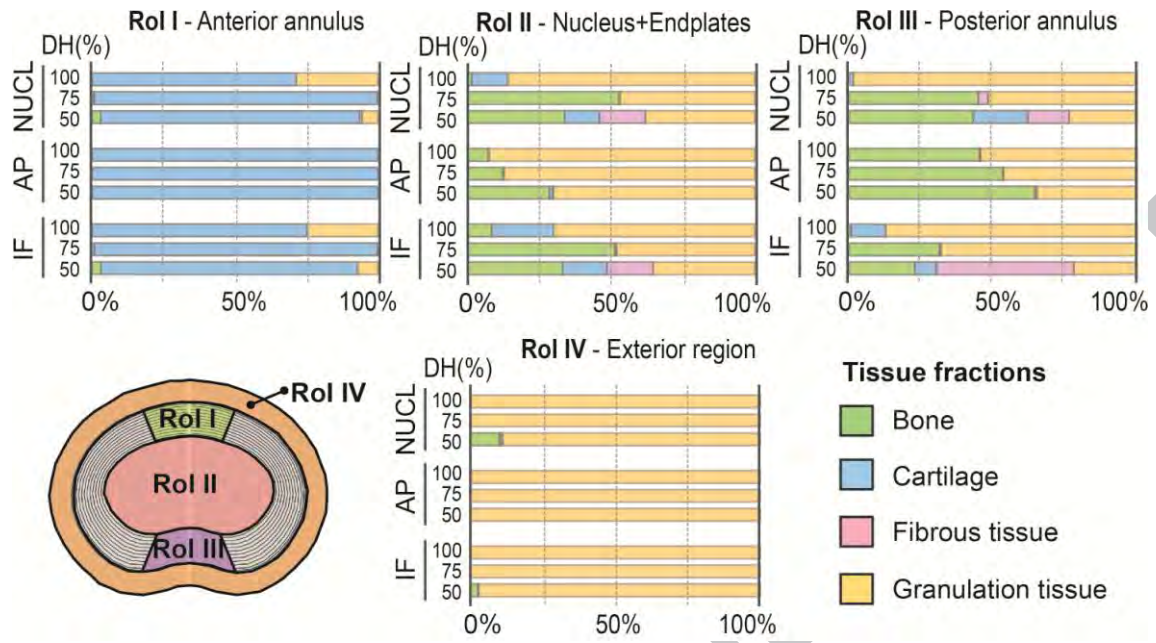 RoI I - Anterior annulus
DH(%)
NUCL
100
75
50
AP
100
75
50
IF
100
75
50
0% 50% 100%
RoI II - Nucleus+Endplates
DH(%)
NUCL
100
75
50
AP
100
75
50
IF
100
75
50
0% 50% 100%
RoI III - Posterior annulus
DH(%)
NUCL
100
75
50
AP
100
75
50
IF
100
75
50
0% 50% 100%
RoI IV
RoI I
RoI II
RoI III
RoI IV - Exterior region
DH(%)
NUCL
100
75
50
AP
100
75
50
IF
100
75
50
0% 50% 100%
Tissue fractions
Bone
Cartilage
Fibrous tissue
Granulation tissue